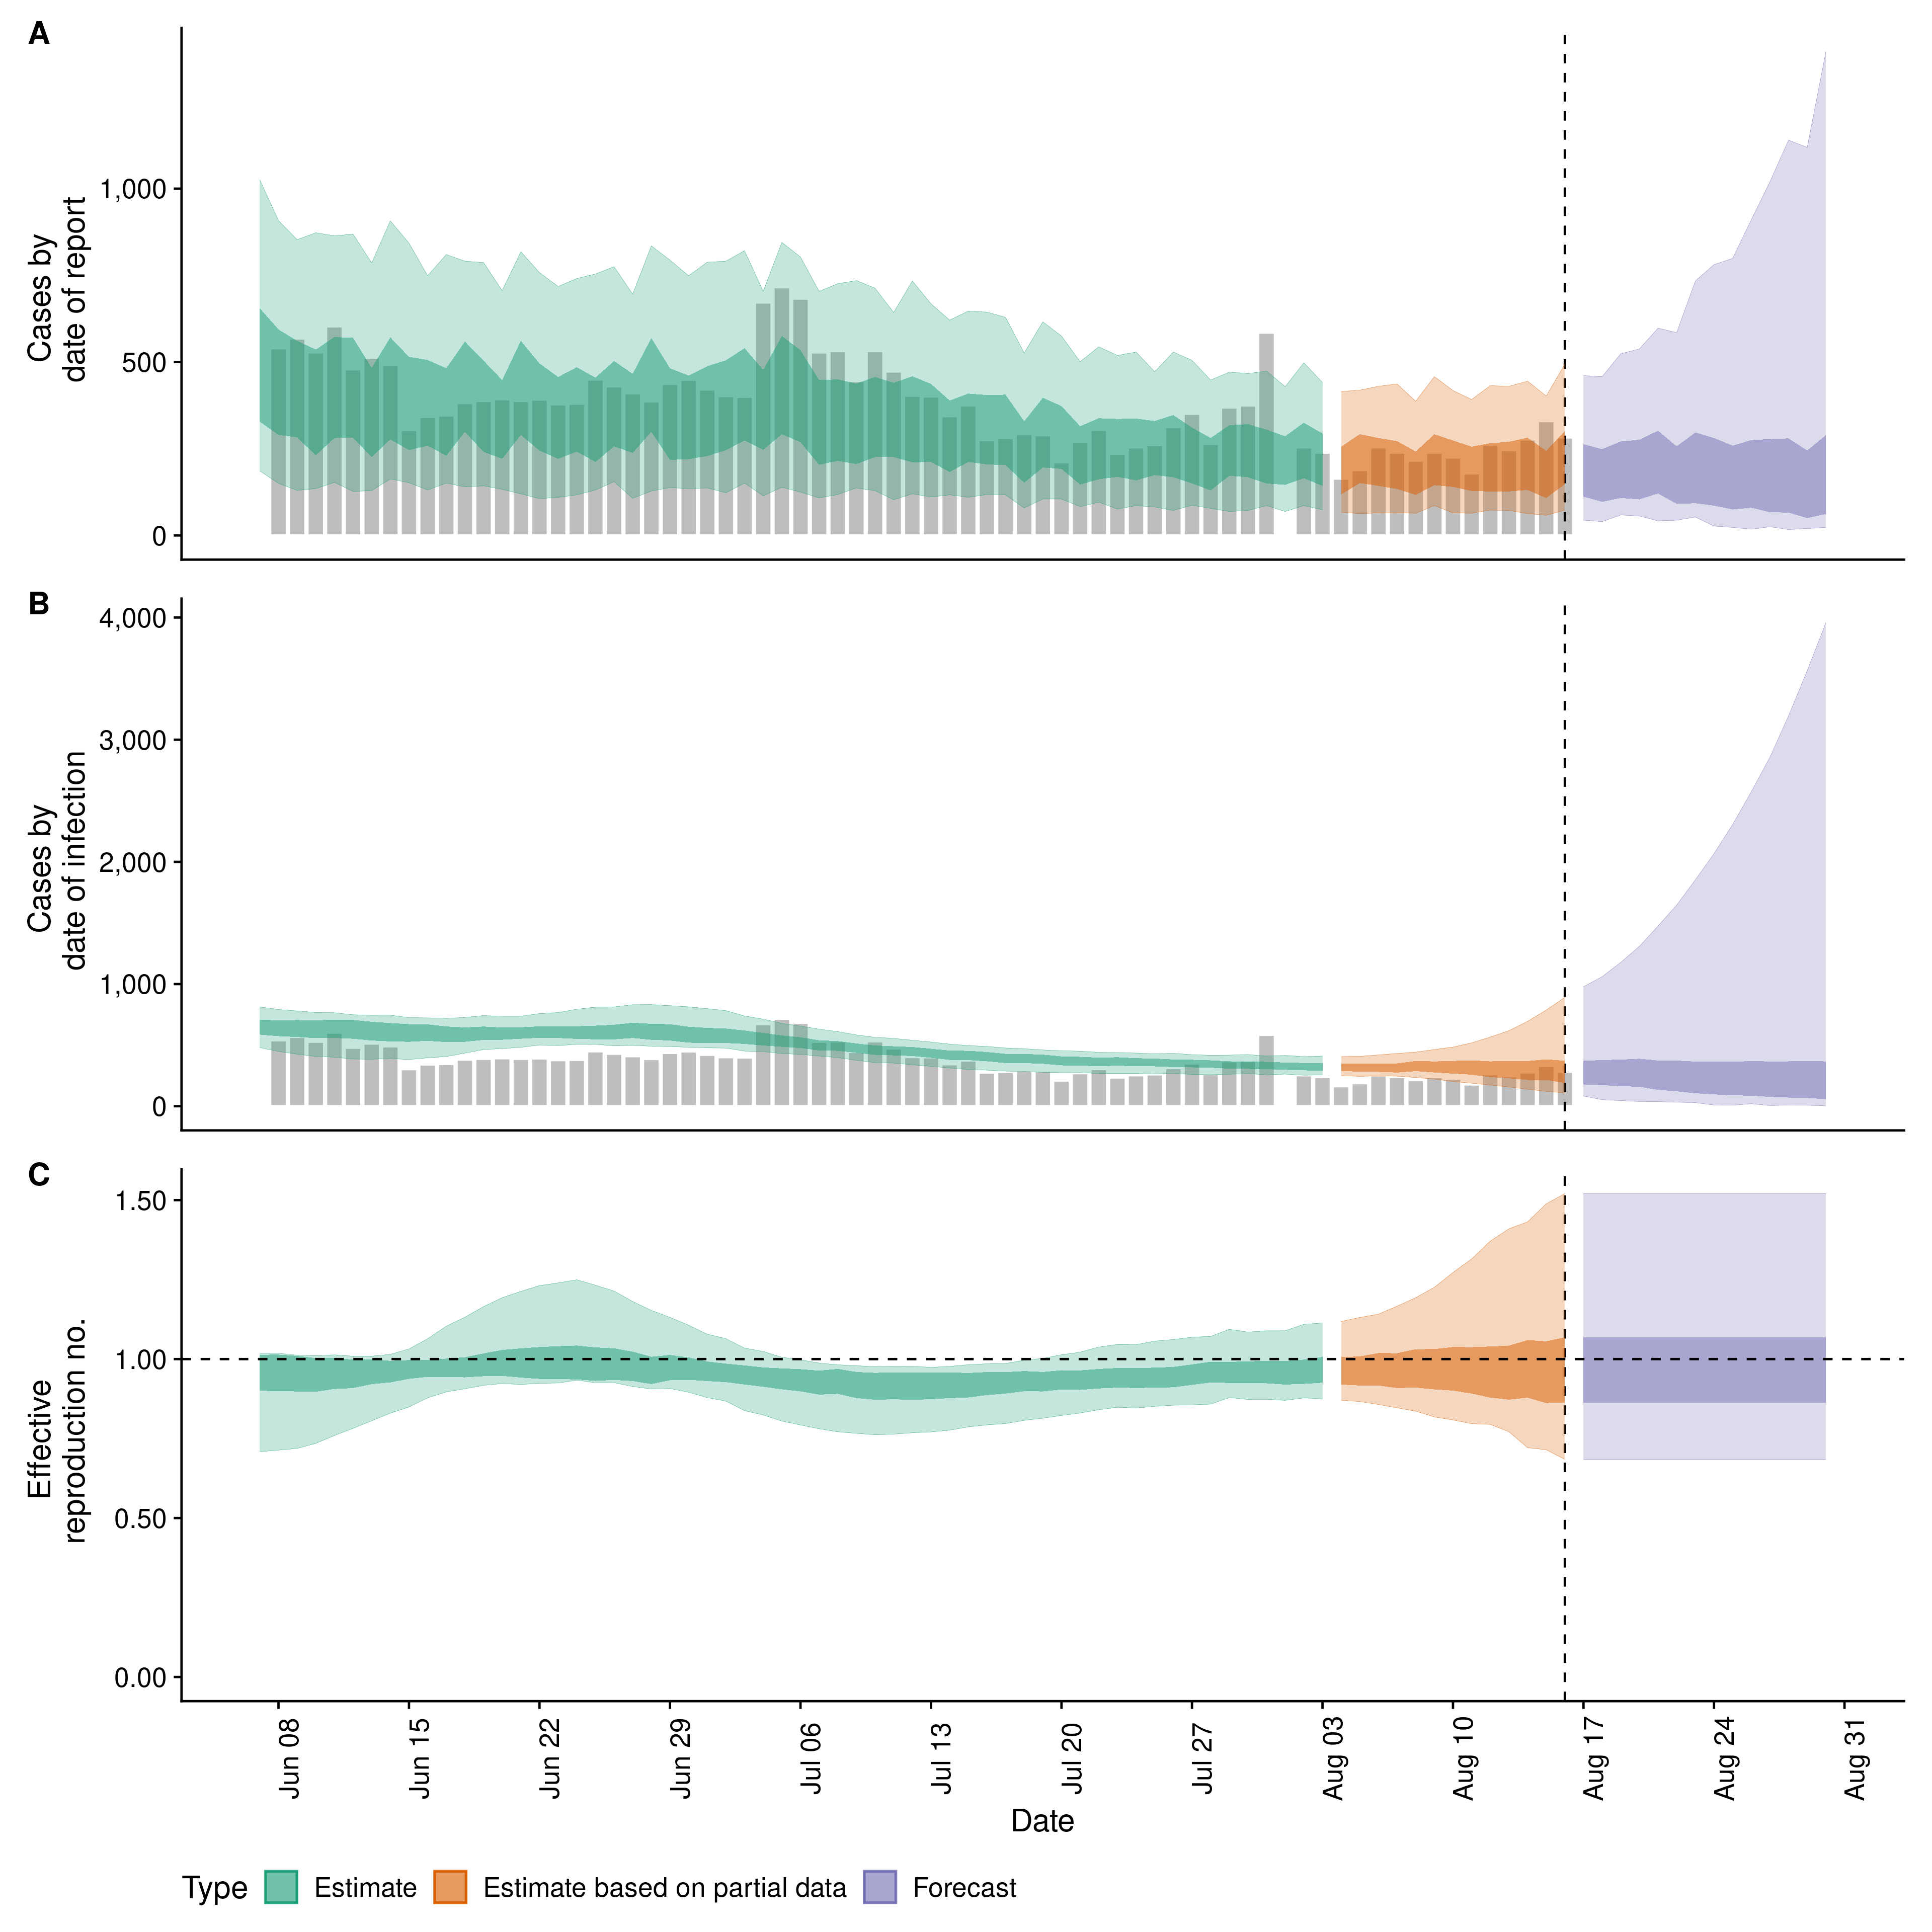 A
Cases by
date of report
1,000
500
0
B
Cases by
date of infection
4,000
3,000
2,000
1,000
0
C
Effective
reproduction no.
1.50
1.00
0.50
0.00
Jun 08
Jun 15
Jun 22
Jun 29
Jul 06
Jul 13
Jul 20
Jul 27
Aug 03
Aug 10
Aug 17
Aug 24
Aug 31
Date
Type
Estimate
Estimate based on partial data
Forecast